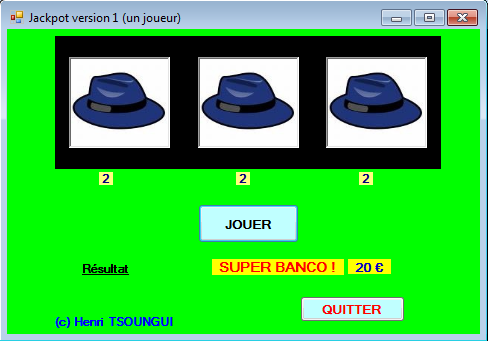 Jackpot version 1 (un joueur)
2 2 2
JOUER
Résultat SUPER BANCO ! 20 €
QUITTER
(c) Henri TSOUNGUI